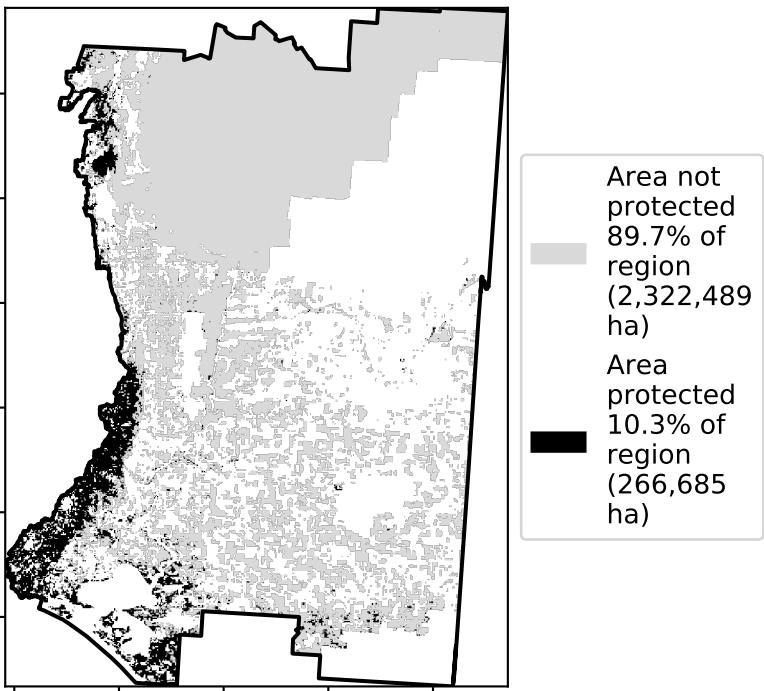 Area not
protected
89.7% of
region
(2,322,489
ha)
Area
protected
10.3% of
region
(266,685
ha)